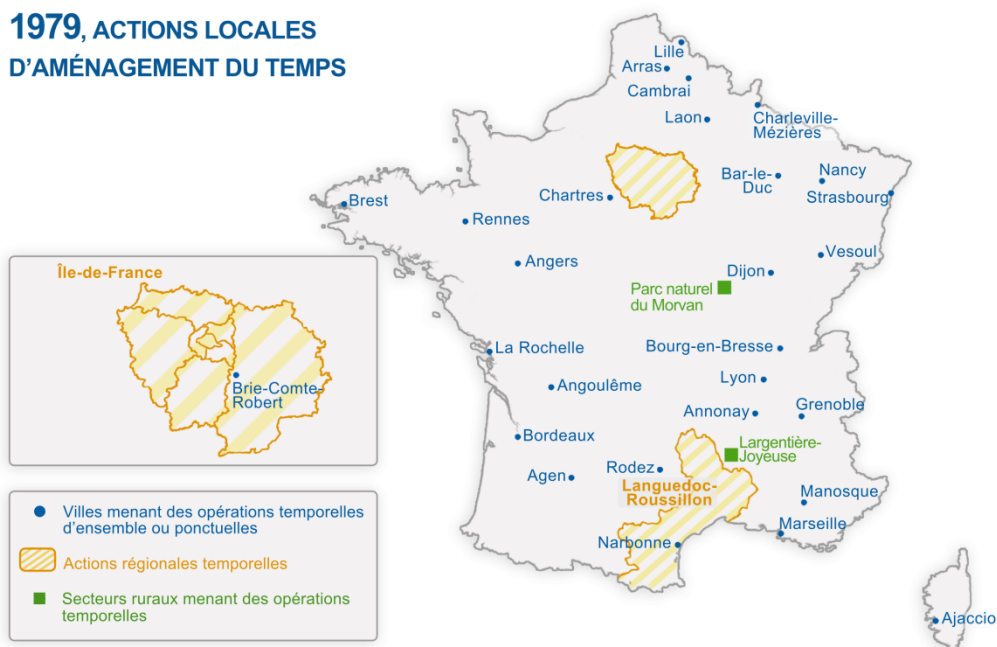 1979, ACTIONS LOCALES
D'AMÉNAGEMENT DU TEMPS
Lille
Arras
Cambrai
Laon
Charleville-
Mézières
Bar-le-
Duc
Nancy
Strasbourg
Chartres
Brest
Rennes
Angers
Vesoul
Dijon
Parc naturel
du Morvan
La Rochelle
Bourg-en-Bresse
Angoulême
Lyon
Annonay
Grenoble
Bordeaux
Largentière-
Joyeuse
Agen
Rodez
Languedoc-
Roussillon
Manosque
Marseille
Narbonne
Ajaccio
Île-de-France
Brie-Comte-
Robert
Villes menant des opérations temporelles
d'ensemble ou ponctuelles
Actions régionales temporelles
Secteurs ruraux menant des opérations
temporelles